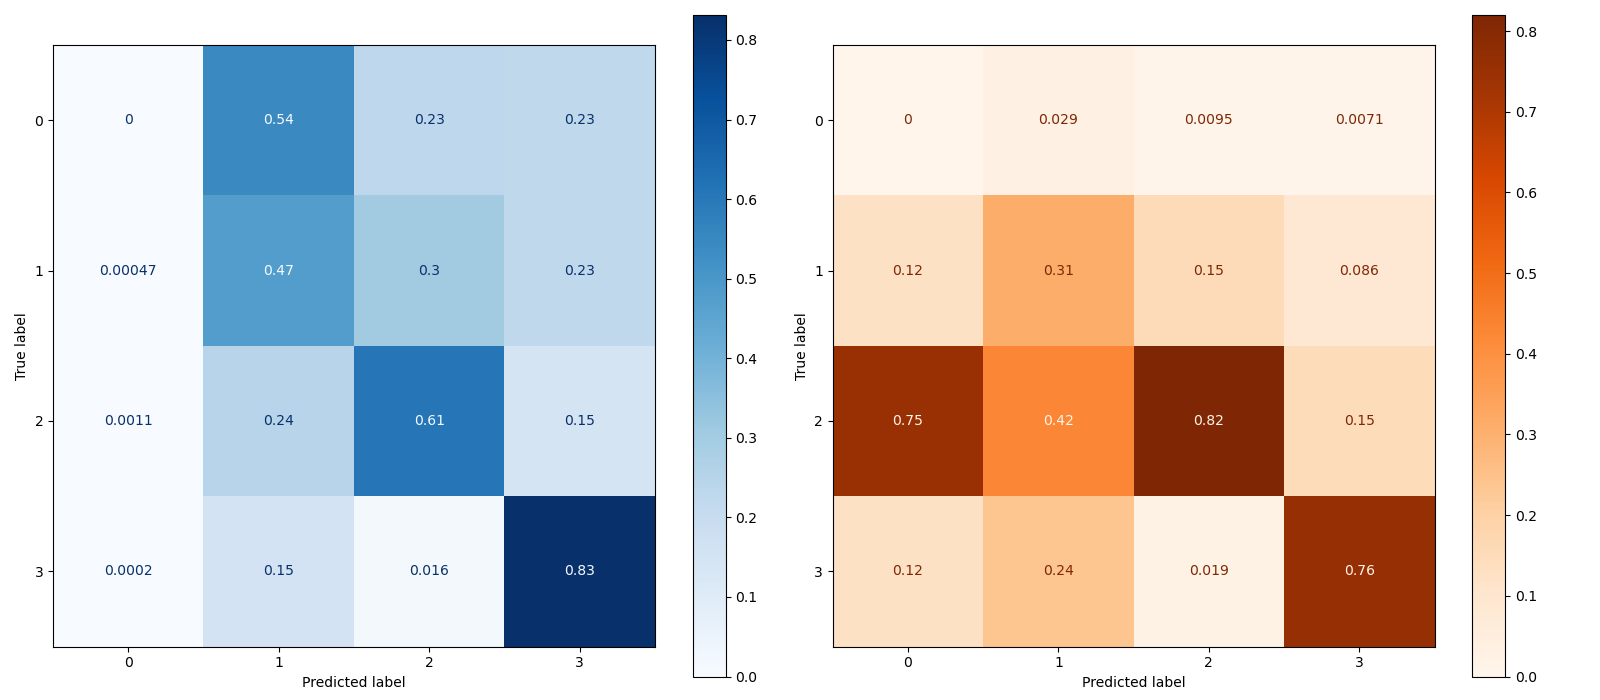 0 0 0.54 0.23 0.23
1 0.00047 0.47 0.3 0.23
2 0.0011 0.24 0.61 0.15
3 0.0002 0.15 0.016 0.83
0 1 2 3
True label
Predicted label
0.8
0.7
0.6
0.5
0.4
0.3
0.2
0.1
0.0
0 0 0.029 0.0095 0.0071
1 0.12 0.31 0.15 0.086
2 0.75 0.42 0.82 0.15
3 0.12 0.24 0.019 0.76
0 1 2 3
True label
Predicted label
0.8
0.7
0.6
0.5
0.4
0.3
0.2
0.1
0.0